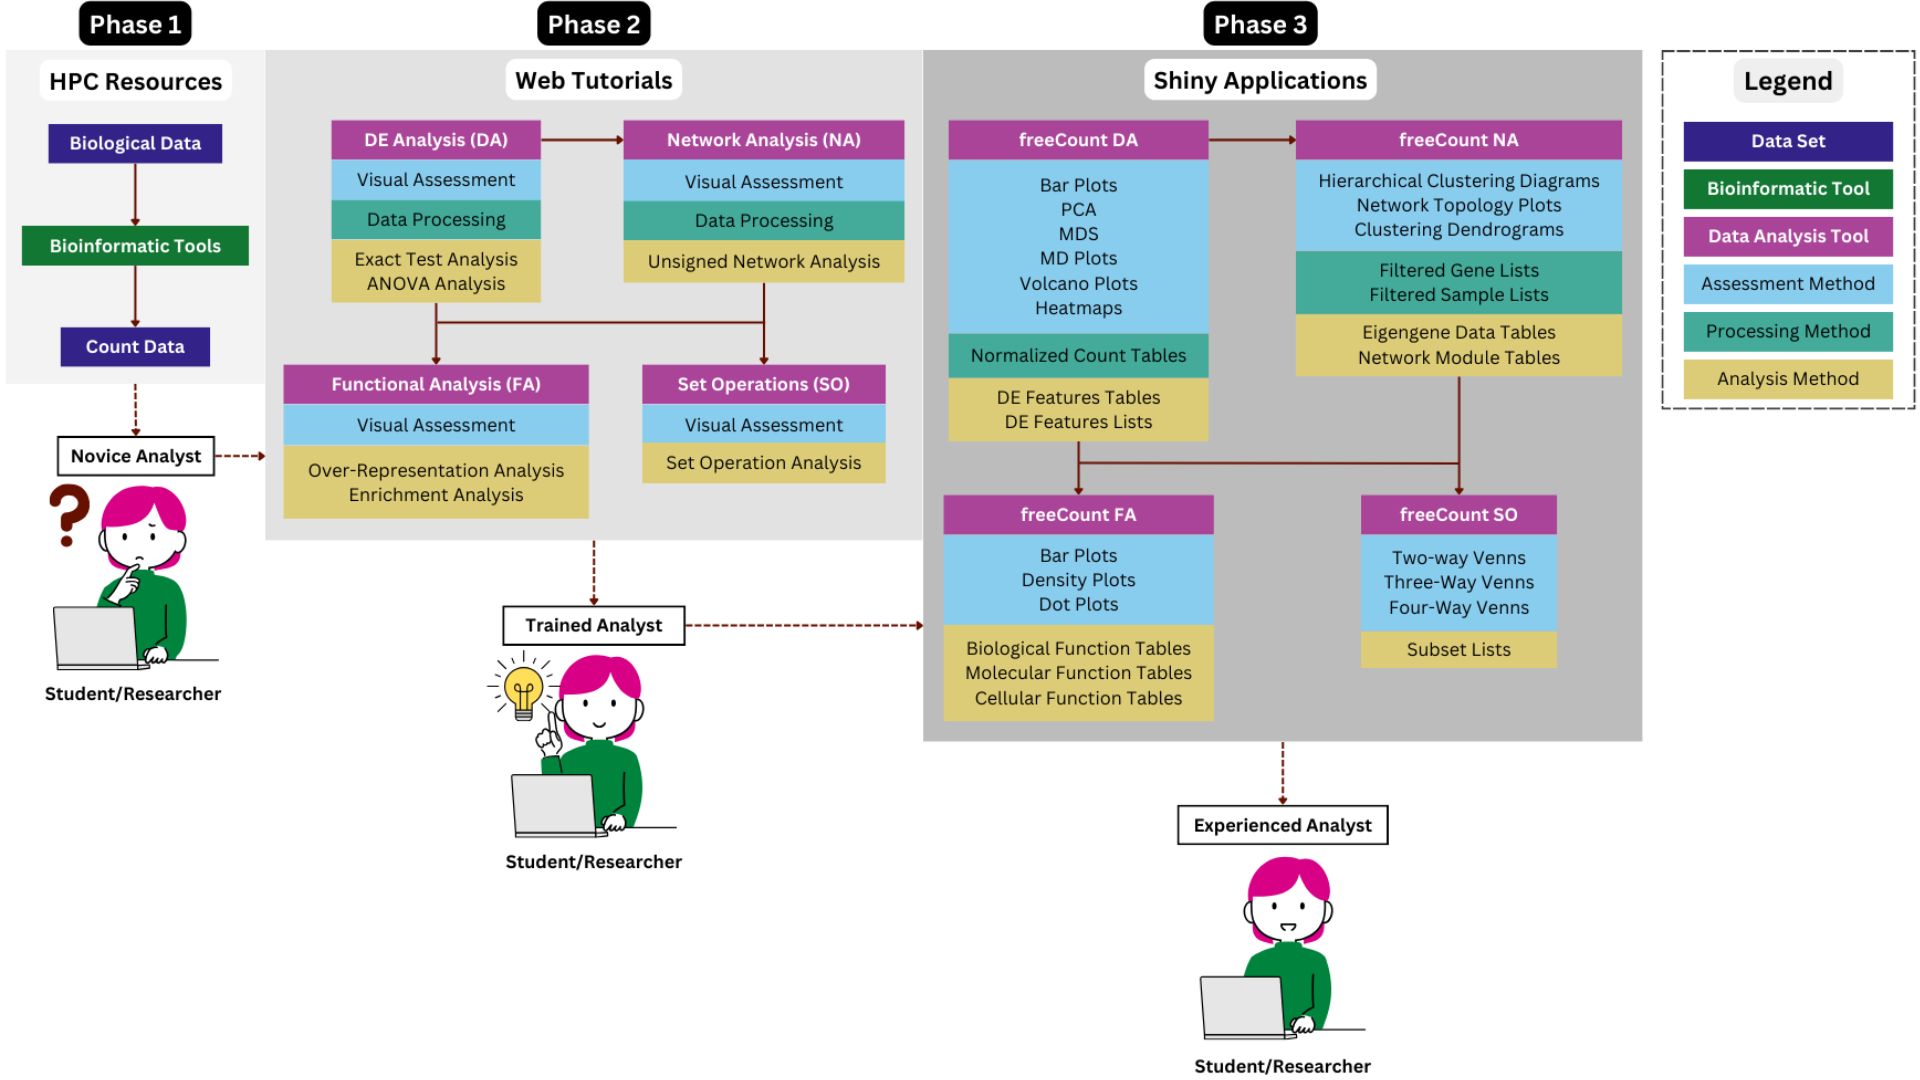 Phase 1
HPC Resources
Biological Data
Bioinformatic Tools
Count Data
Novice Analyst
?
Student/Researcher
Phase 2
Web Tutorials
DE Analysis (DA)
Visual Assessment
Data Processing
Exact Test Analysis
ANOVA Analysis
Network Analysis (NA)
Visual Assessment
Data Processing
Unsigned Network Analysis
Functional Analysis (FA)
Visual Assessment
Over-Representation Analysis
Enrichment Analysis
Set Operations (SO)
Visual Assessment
Set Operation Analysis
Trained Analyst
Student/Researcher
Phase 3
Shiny Applications
freeCount DA
Bar Plots
PCA
MDS
MD Plots
Volcano Plots
Heatmaps
Normalized Count Tables
DE Features Tables
DE Features Lists
freeCount NA
Hierarchical Clustering Diagrams
Network Topology Plots
Clustering Dendrograms
Filtered Gene Lists
Filtered Sample Lists
Eigengene Data Tables
Network Module Tables
freeCount FA
Bar Plots
Density Plots
Dot Plots
Biological Function Tables
Molecular Function Tables
Cellular Function Tables
freeCount SO
Two-way Venns
Three-Way Venns
Four-Way Venns
Subset Lists
Experienced Analyst
Student/Researcher
Legend
Data Set
Bioinformatic Tool
Data Analysis Tool
Assessment Method
Processing Method
Analysis Method